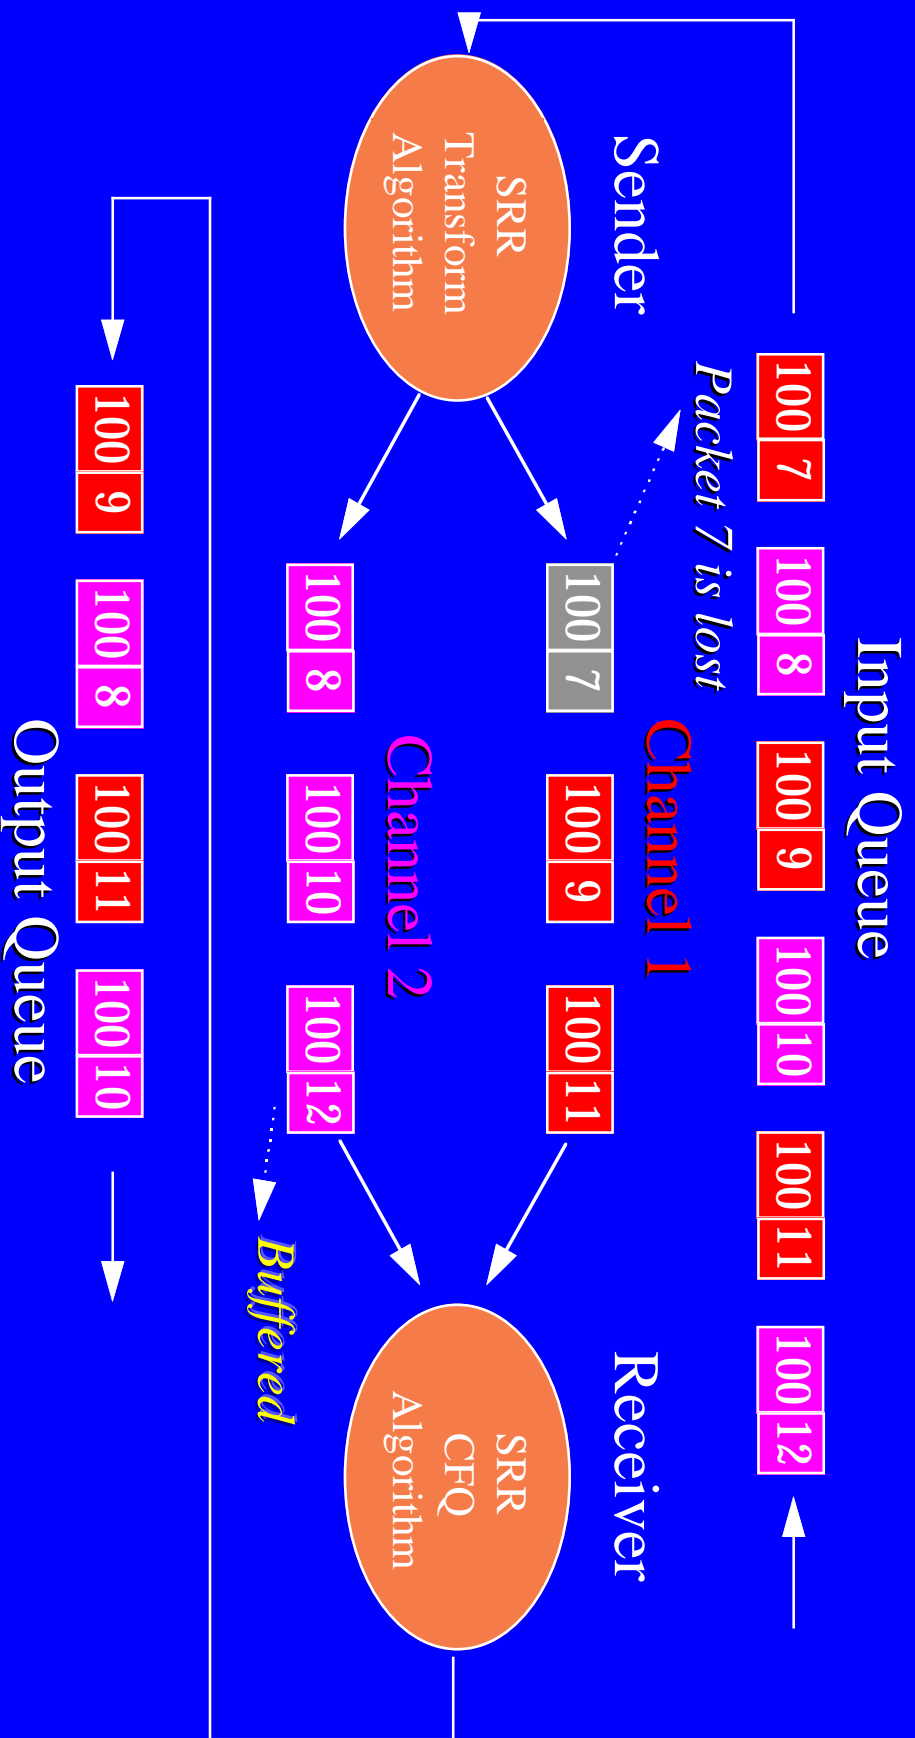 Input Queue
100 7 100 8 100 9 100 10 100 11 100 12
Packet 7 is lost
Sender
Channel 1
Receiver
100 7 100 9 100 11
SRR
Transform
Algorithm
SRR
CFQ
Algorithm
Channel 2
100 8 100 10 100 12
Buffered
100 9 100 8 100 11 100 10
Output Queue